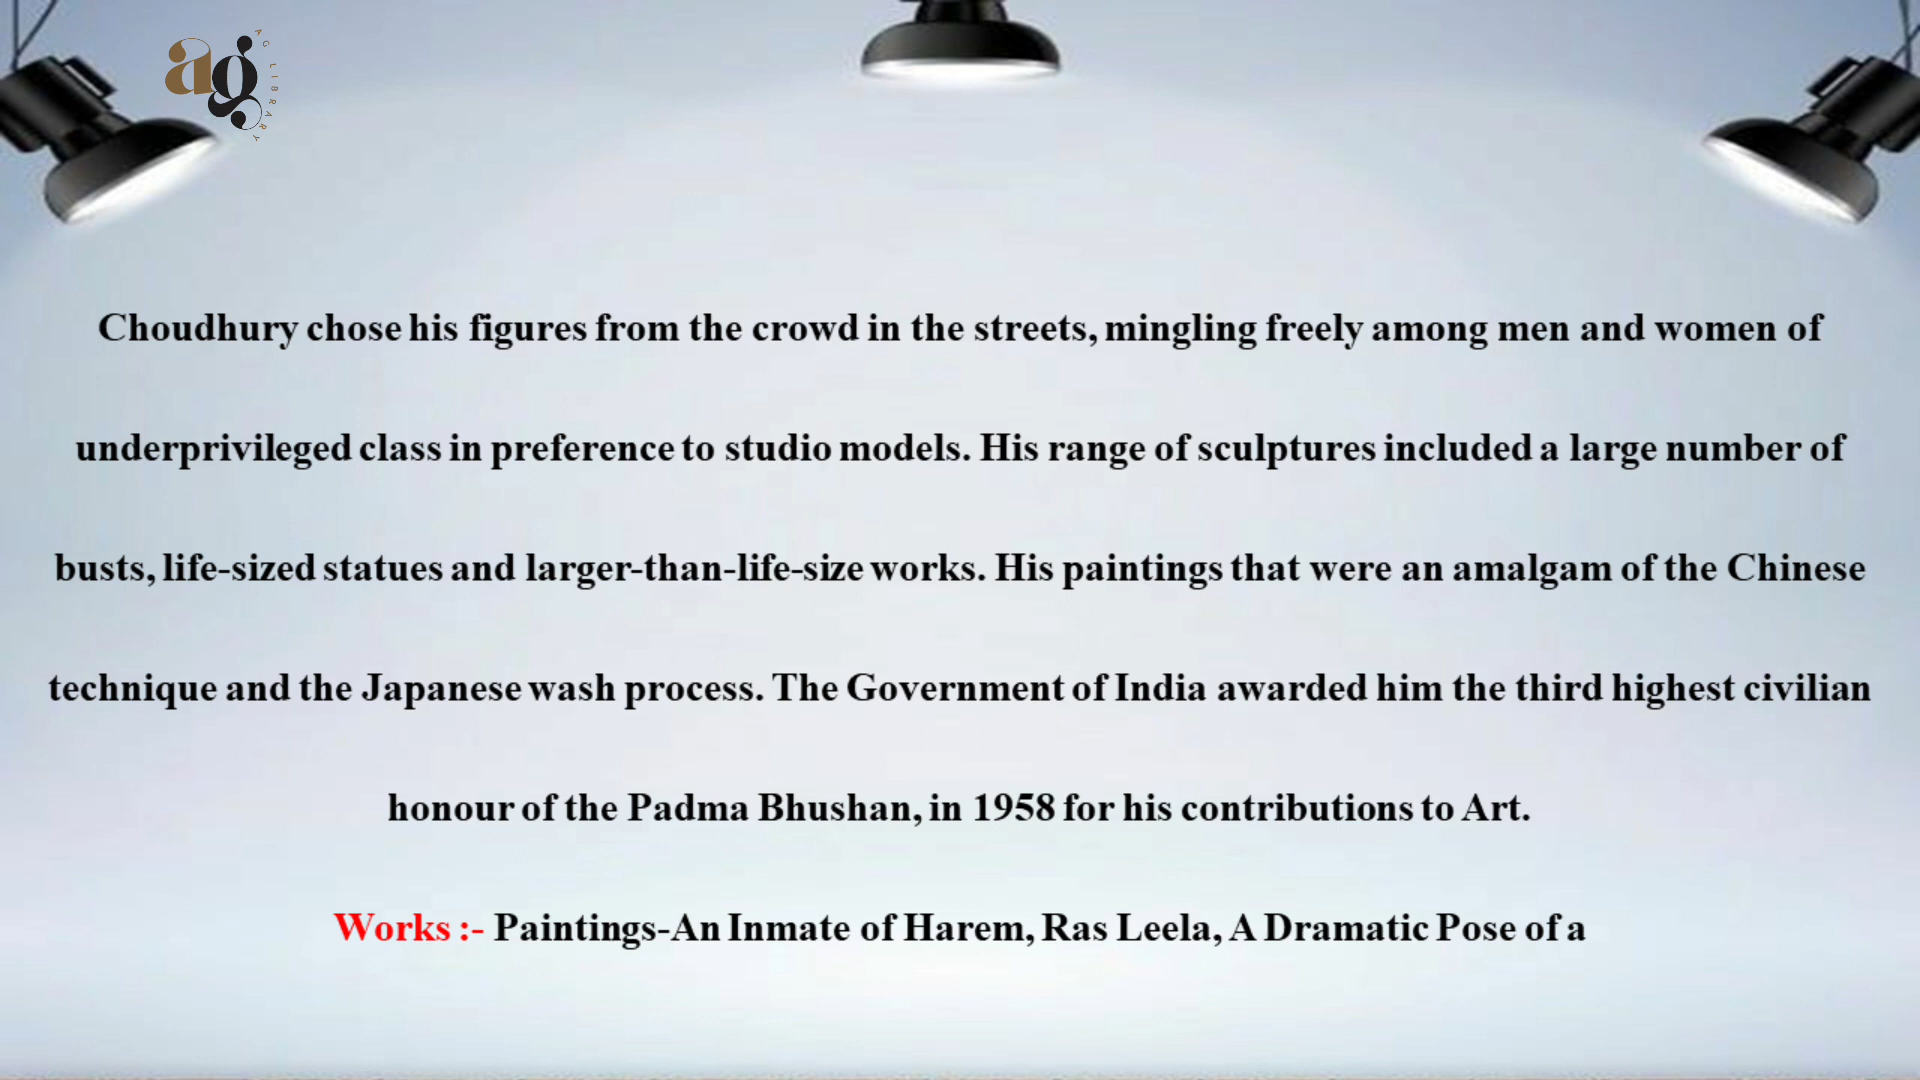 ag
AG LIBRARY
Choudhury chose his figures from the crowd in the streets, mingling freely among men and women of
underprivileged class in preference to studio models. His range of sculptures included a large number of
busts, life-sized statues and larger-than-life-size works. His paintings that were an amalgam of the Chinese
technique and the Japanese wash process. The Government of India awarded him the third highest civilian
honour of the Padma Bhushan, in 1958 for his contributions to Art.
Works :- Paintings-An Inmate of Harem, Ras Leela, A Dramatic Pose of a